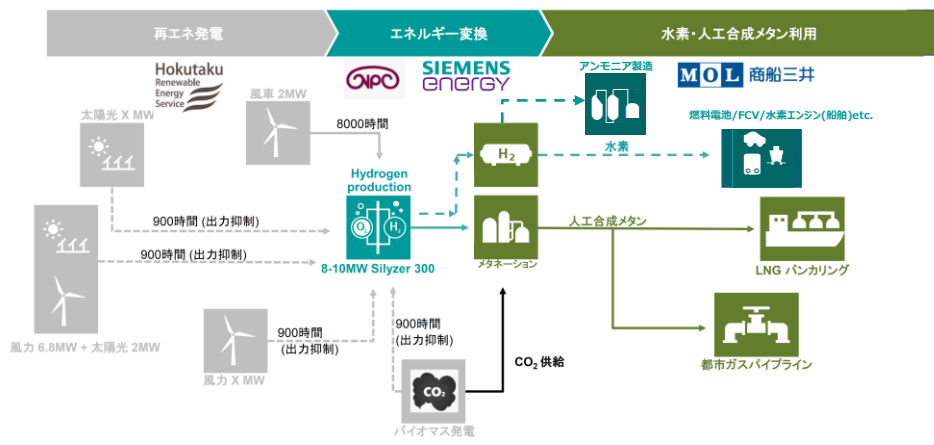 再エネ発電
エネルギー変換
水素・人工合成メタン利用
Hokutaku
Renewable
Energy
Service
NPC
SIEMENS
energy
アンモニア製造
MOL 商船三井
太陽光 X MW
風車 2MW
8000時間
燃料電池/FCV/水素エンジン(船舶)etc.
H₂
水素
Hydrogen
production
900時間 (出力抑制)
O₂
H₂
人工合成メタン
900時間 (出力抑制)
8-10MW Silyzer 300
メタネーション
LNG バンカリング
900時間
(出力抑制)
900時間
(出力抑制)
風力 6.8MW + 太陽光 2MW
CO₂ 供給
都市ガスパイプライン
風力 X MW
CO₂
バイオマス発電